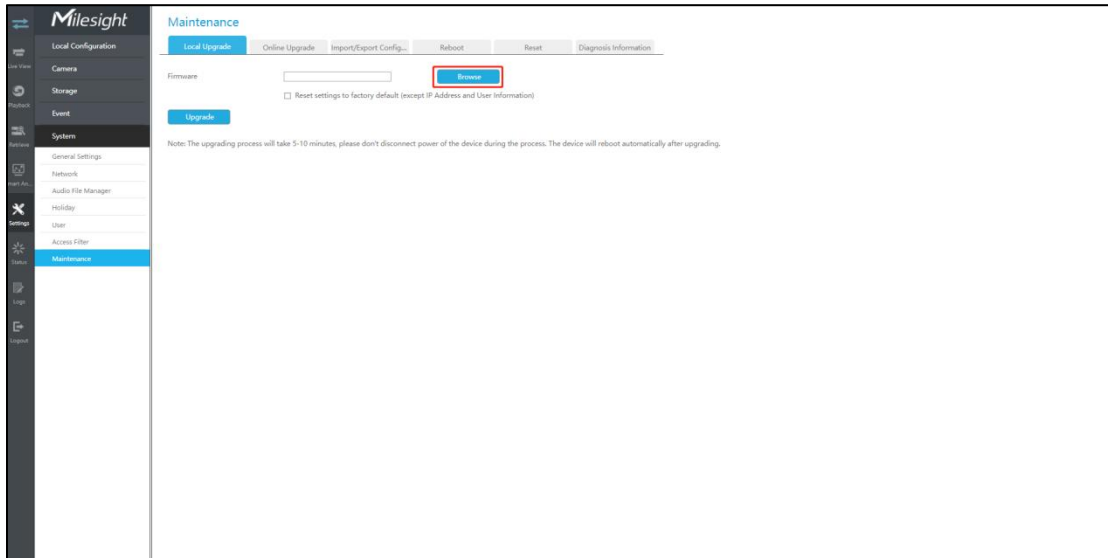 Milesight
Live View
Playback
Retrieve
Smart An...
Settings
Status
Logs
Logout
Local Configuration
Camera
Storage
Event
System
General Settings
Network
Audio File Manager
Holiday
User
Access Filter
Maintenance
Maintenance
Local Upgrade Online Upgrade Import/Export Config... Reboot Reset Diagnosis Information
Firmware Browse
Reset settings to factory default (except IP Address and User Information)
Upgrade
Note: The upgrading process will take 5-10 minutes, please don't disconnect power of the device during the process. The device will reboot automatically after upgrading.